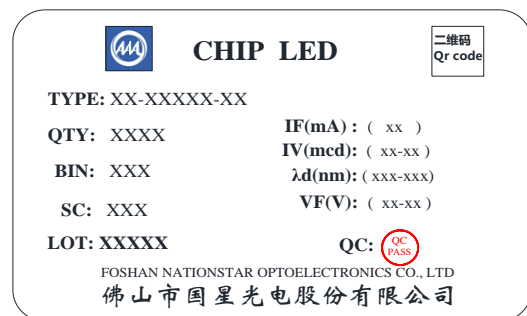 AAA
CHIP LED
二维码
Qr code
TYPE: XX-XXXXX-XX
QTY: XXXX
BIN: XXX
SC: XXX
LOT: XXXXX
IF(mA) : ( xx )
IV(mcd): ( xx-xx )
λd(nm): ( xxx-xxx)
VF(V): ( xx-xx )
QC: QC
PASS
FOSHAN NATIONSTAR OPTOELECTRONICS CO., LTD
佛山市国星光电股份有限公司